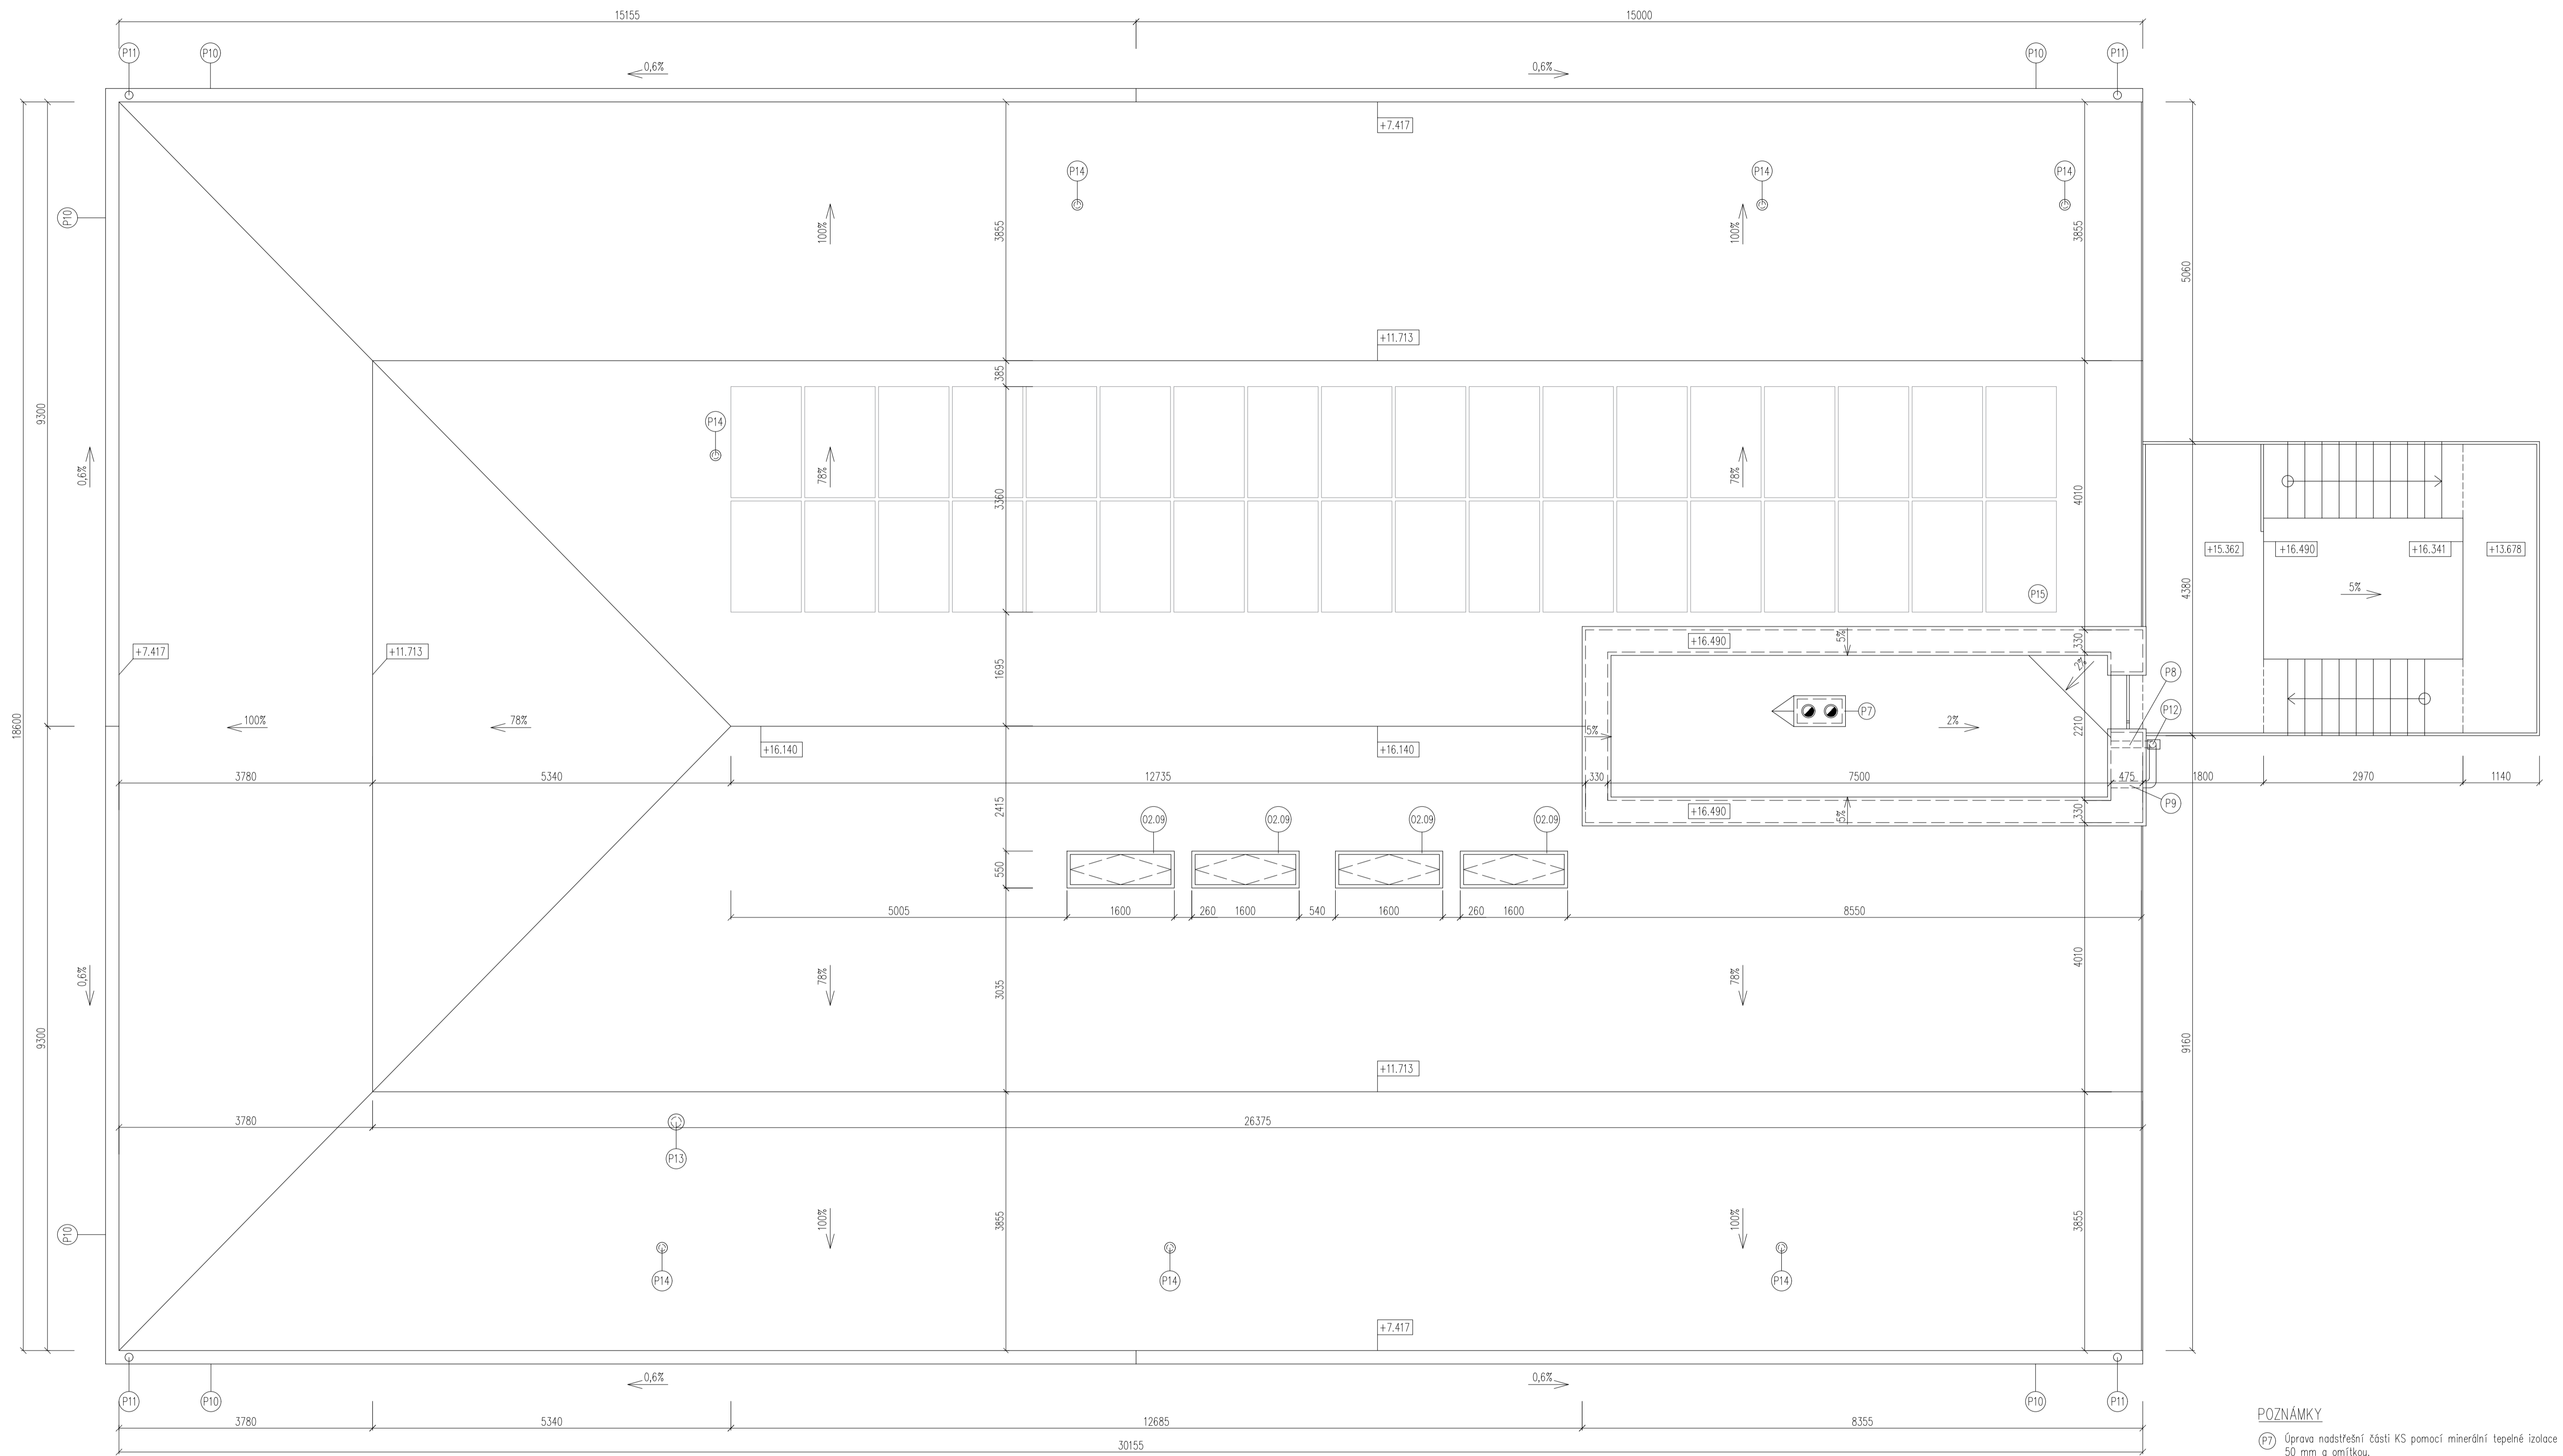 15155 15000
P11 P10 0,6% 0,6% P10 P11
+7.417
P14 P14 P14
P10 100% 3855 100% 3855
5060
+11.713
385
9300 P14
0,6% 78% 3360 78% 4010
+15.362 +16.490 +16.341 +13.678
4380 5%
P15
+7.417 +11.713 1695 +16.490 5% 330 2% P8
18600 100% 78% P7 2% 2210 P12
+16.140 +16.140 5%
3780 5340 12735 330 7500 475 1800 2970 1140
2415 +16.490 5% 330 P9
02.09 02.09 02.09 02.09
550
5005 1600 260 1600 540 1600 260 1600 8550
0,6% 78% 3035 78% 4010
9300 9160
+11.713
3780 26375
P13
P10 100% 3855 100% 3855
P14 P14 P14
+7.417
0,6% 0,6%
P11 P10 P10 P11
3780 5340 12685 8355
30155
POZNÁMKY
P7 Úprava nadstřešní části KS pomocí minerální tepelné izolace
50 mm a omítkou.